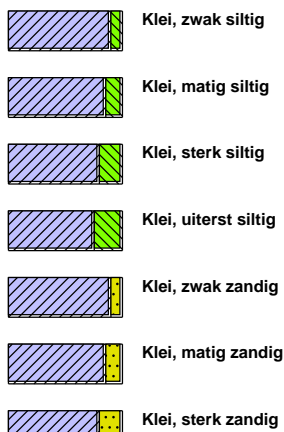 Klei, zwak siltig
Klei, matig siltig
Klei, sterk siltig
Klei, uiterst siltig
Klei, zwak zandig
Klei, matig zandig
Klei, sterk zandig